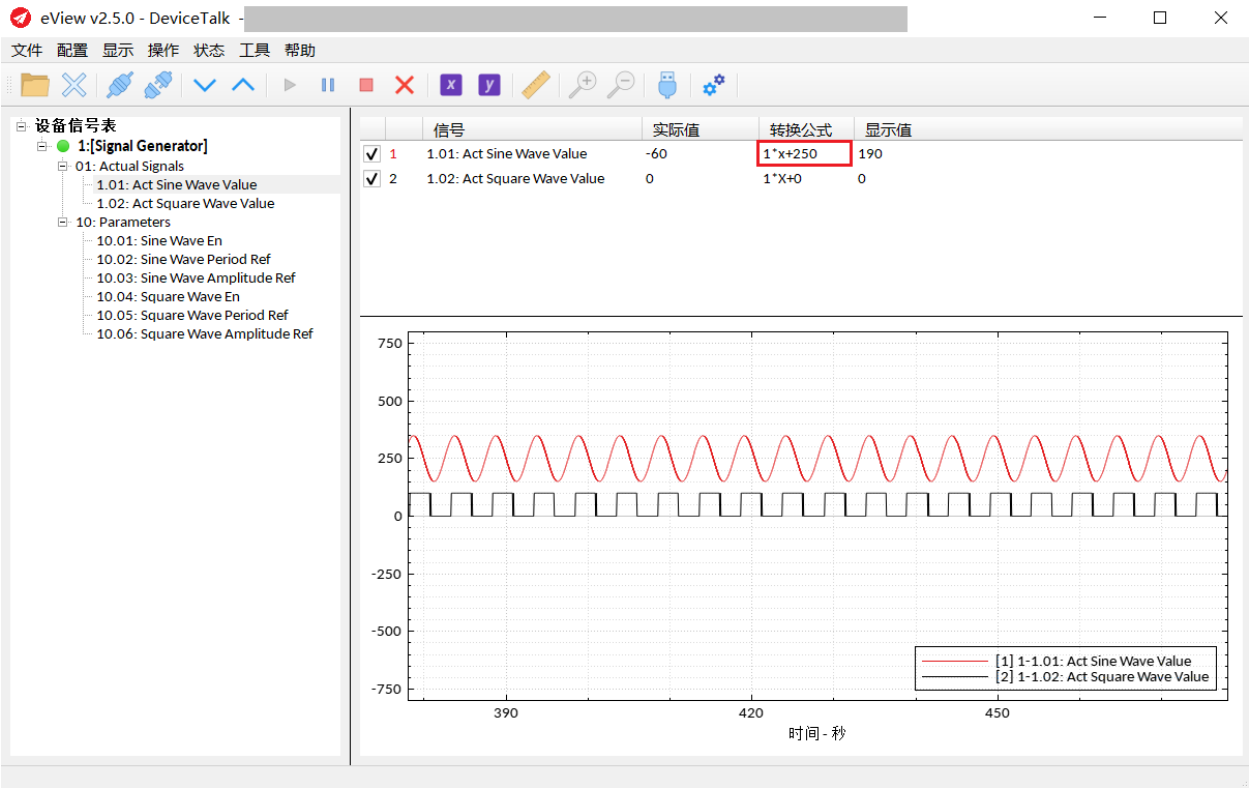 eView v2.5.0 - DeviceTalk -
文件 配置 显示 操作 状态 工具 帮助
x y
设备信号表
1:[Signal Generator]
01: Actual Signals
1.01: Act Sine Wave Value
1.02: Act Square Wave Value
10: Parameters
10.01: Sine Wave En
10.02: Sine Wave Period Ref
10.03: Sine Wave Amplitude Ref
10.04: Square Wave En
10.05: Square Wave Period Ref
10.06: Square Wave Amplitude Ref
信号 实际值 转换公式 显示值
1 1.01: Act Sine Wave Value -60 1*x+250 190
2 1.02: Act Square Wave Value 0 1*X+0 0
750
500
250
0
-250
-500
-750
[1] 1-1.01: Act Sine Wave Value
[2] 1-1.02: Act Square Wave Value
390 420 450
时间 - 秒